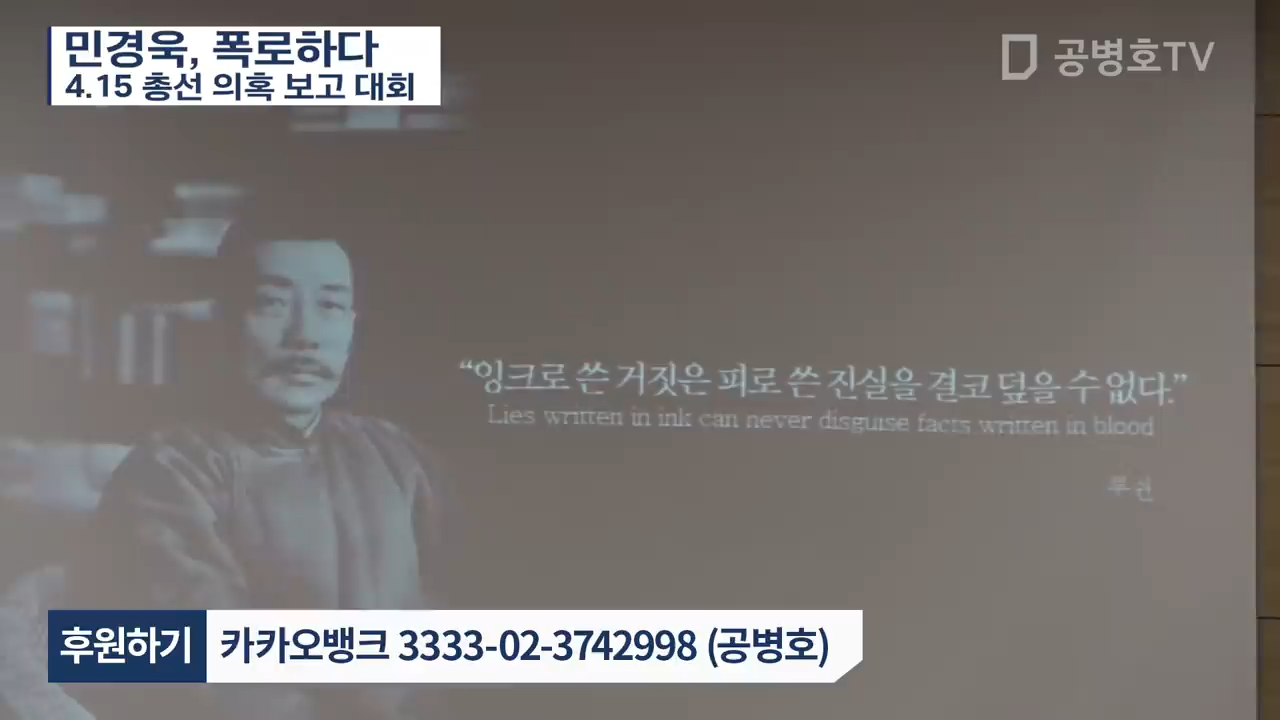 민경욱, 폭로하다
4.15 총선 의혹 보고 대회
공병호TV
“잉크로 쓴 거짓은 피로 쓴 진실을 결코 덮을 수 없다.”
Lies written in ink can never disguise facts written in blood
루쉰
후원하기
카카오뱅크 3333-02-3742998 (공병호)